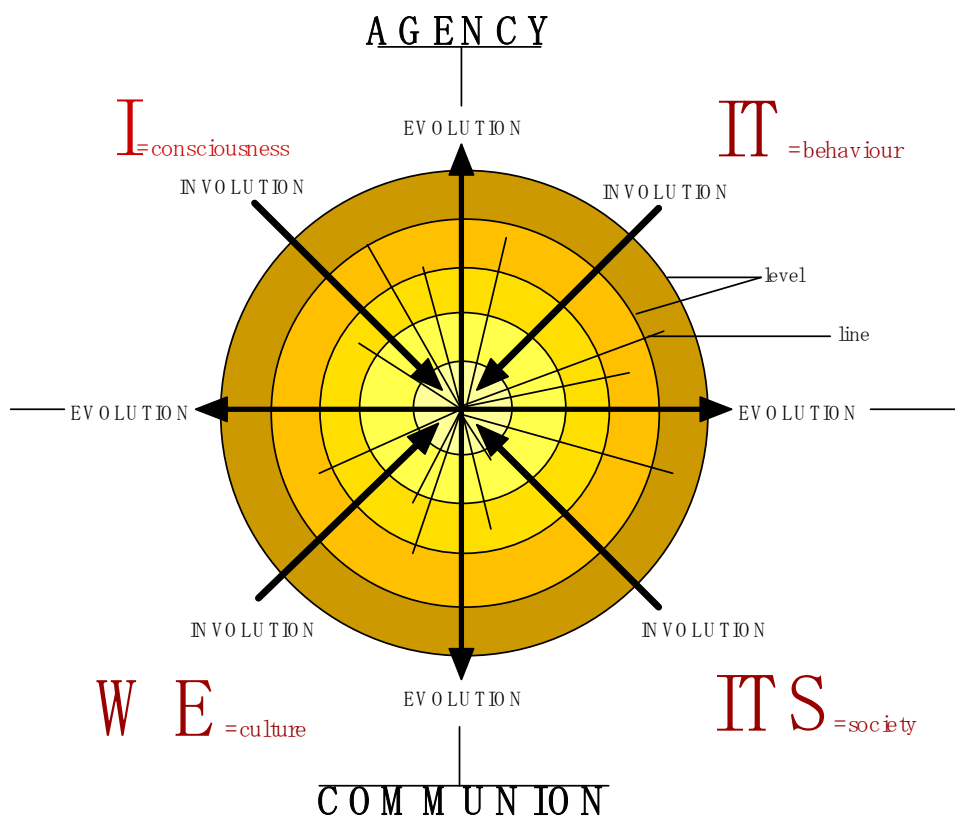 AGENCY
EVOLUTION
I=consciousness
IT=behaviour
INVOLUTION
INVOLUTION
level
line
EVOLUTION
EVOLUTION
INVOLUTION
INVOLUTION
WE=culture
EVOLUTION
ITS=society
COMMUNION